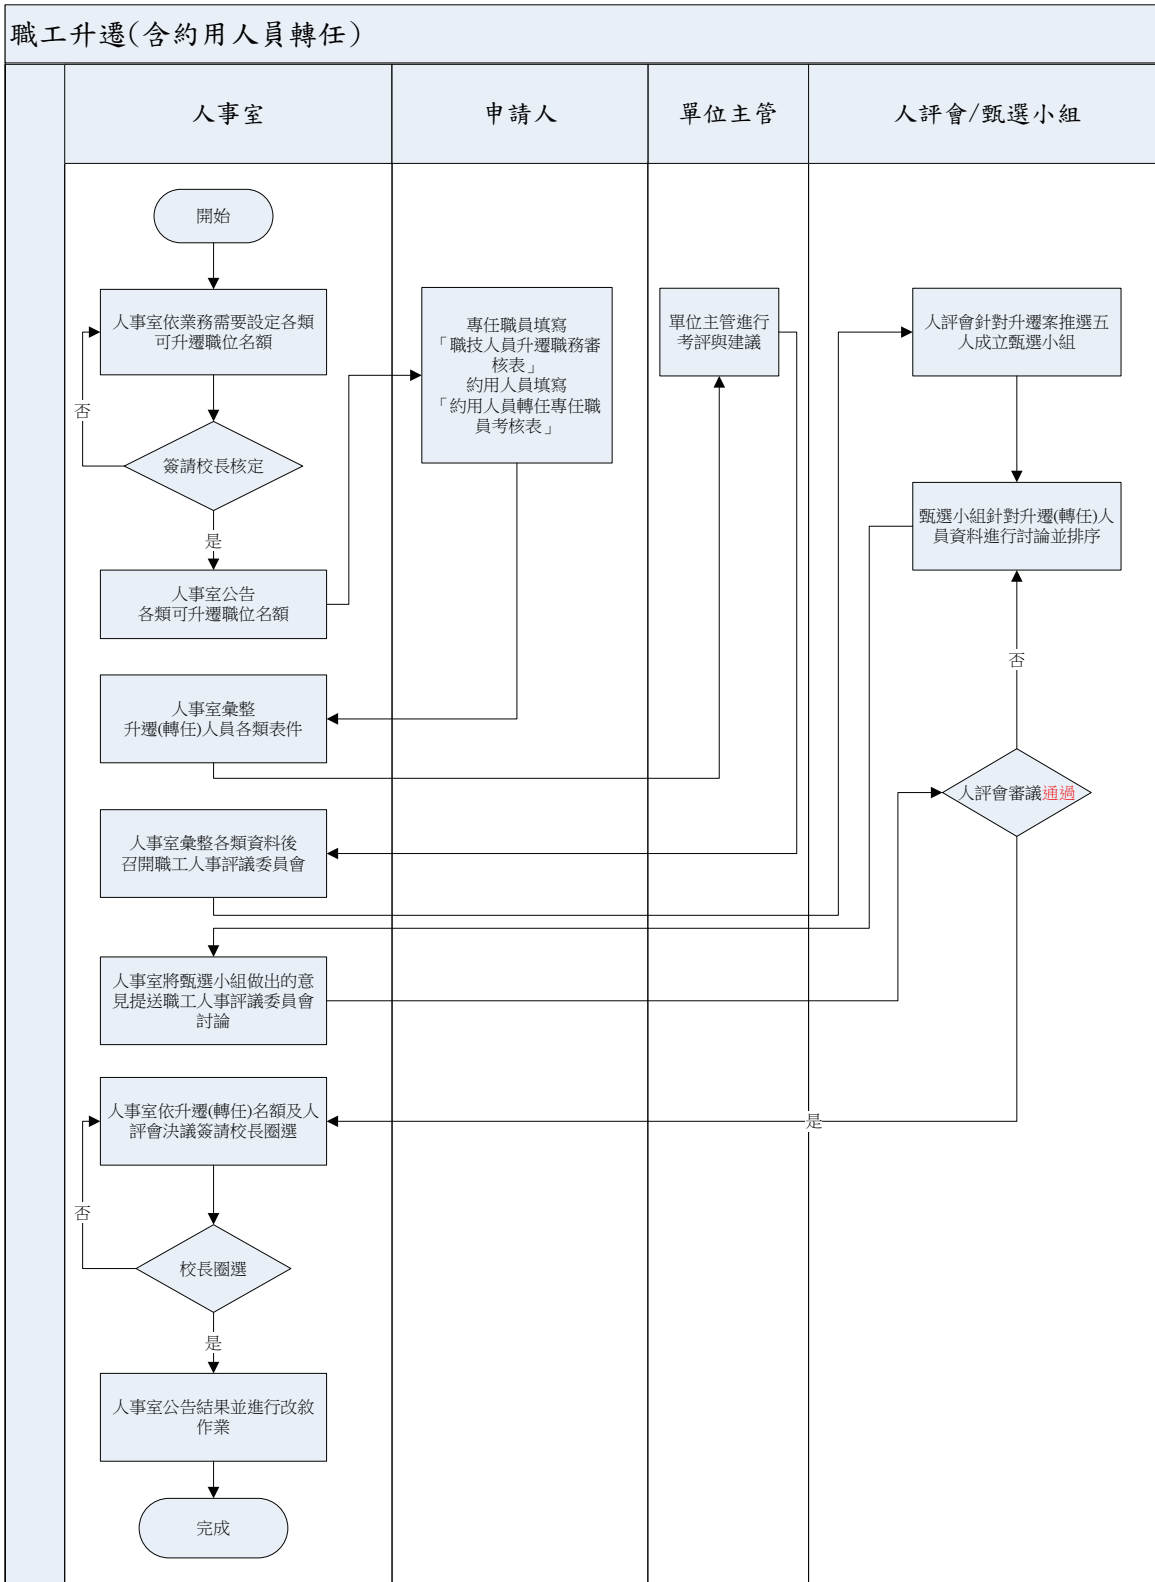 職工升遷(含約用人員轉任)
人事室
申請人
單位主管
人評會/甄選小組
開始
人事室依業務需要設定各類
可升遷職位名額
否
簽請校長核定
是
人事室公告
各類可升遷職位名額
專任職員填寫
「職技人員升遷職務審
核表」
約用人員填寫
「約用人員轉任專任職
員考核表」
人事室彙整
升遷(轉任)人員各類表件
單位主管進行
考評與建議
人事室彙整各類資料後
召開職工人事評議委員會
人評會針對升遷案推選五
人成立甄選小組
甄選小組針對升遷(轉任)人
員資料進行討論並排序
否
人事室將甄選小組做出的意
見提送職工人事評議委員會
討論
人評會審議通過
是
人事室依升遷(轉任)名額及人
評會決議簽請校長圈選
否
校長圈選
是
人事室公告結果並進行改敘
作業
完成